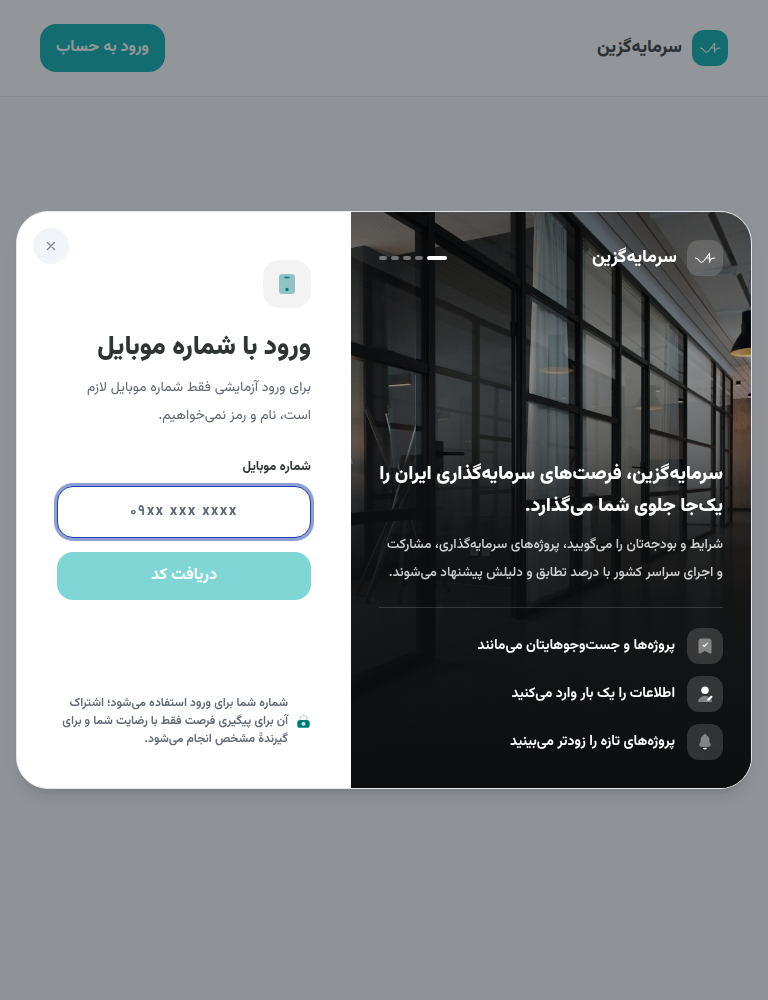 سرمایه‌گزین
ورود به حساب
سرمایه‌گزین
سرمایه‌گزین، فرصت‌های سرمایه‌گذاری ایران را
یک‌جا جلوی شما می‌گذارد.
شرایط و بودجه‌تان را می‌گویید، پروژه‌های سرمایه‌گذاری، مشارکت
و اجرای سراسر کشور با درصد تطابق و دلیلش پیشنهاد می‌شوند.
پروژه‌ها و جست‌وجوهایتان می‌مانند
اطلاعات را یک بار وارد می‌کنید
پروژه‌های تازه را زودتر می‌بینید
ورود با شماره موبایل
برای ورود آزمایشی فقط شماره موبایل لازم
است، نام و رمز نمی‌خواهیم.
شماره موبایل
۰۹xx xxx xxxx
دریافت کد
شماره شما برای ورود استفاده می‌شود؛ اشتراک
آن برای پیگیری فرصت فقط با رضایت شما و برای
گیرندهٔ مشخص انجام می‌شود.